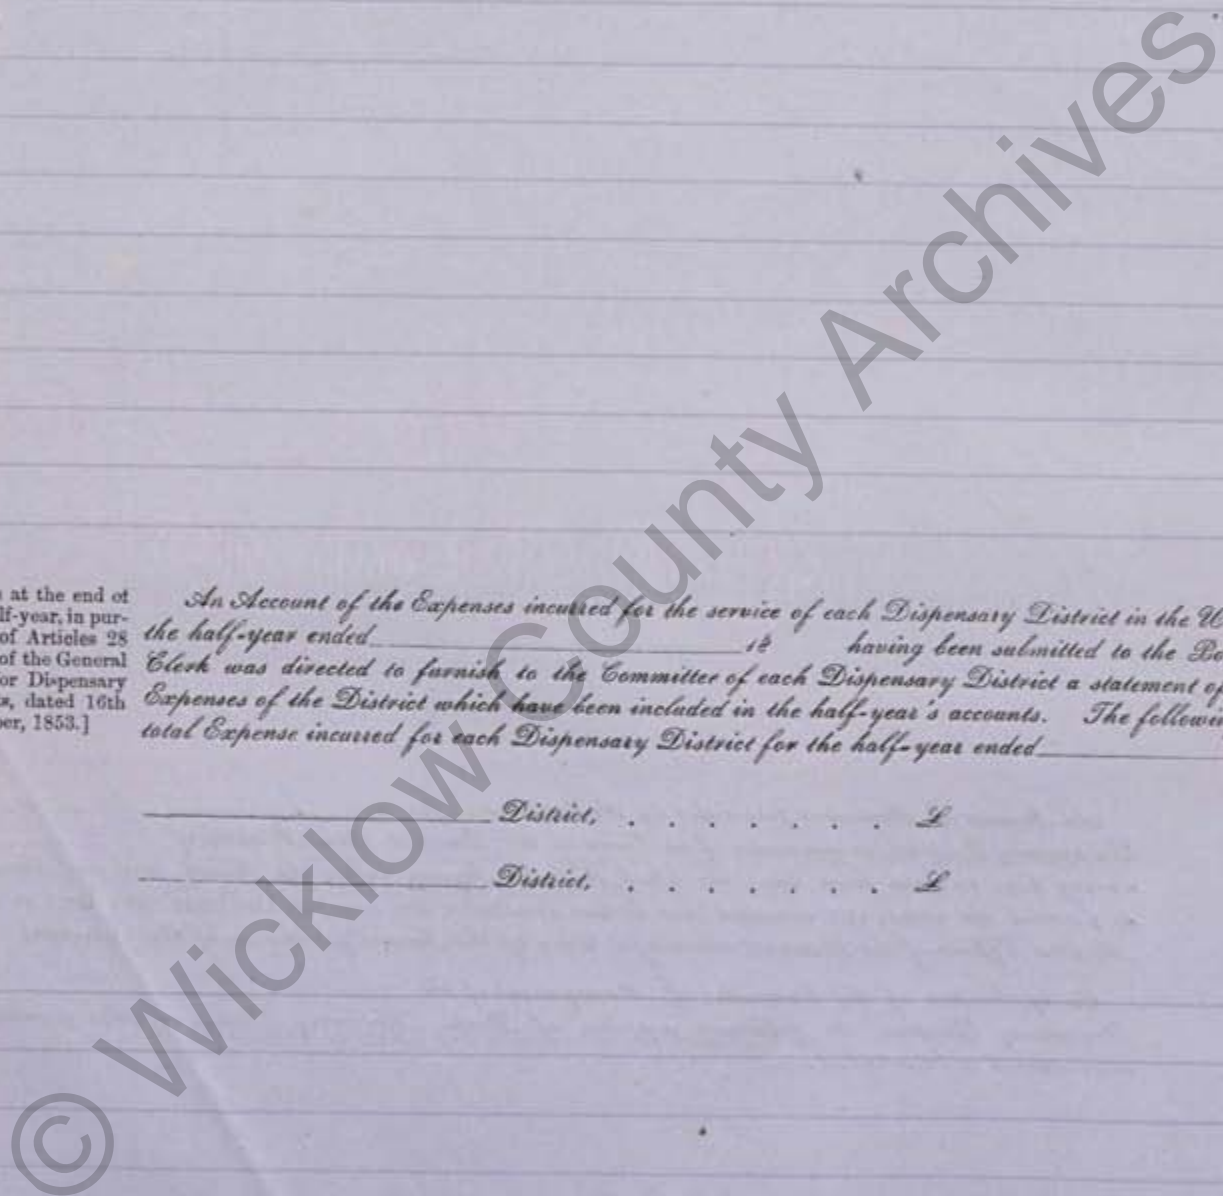 at the end of
lf-year, in pur-
of Articles 28
of the General
or Dispensary
s, dated 16th
ber, 1853.]
An Account of the Expenses incurred for the service of each Dispensary District in the U
the half-year ended 18 having been submitted to the Bo
Clerk was directed to furnish to the Committee of each Dispensary District a statement of
Expenses of the District which have been included in the half-year's accounts. The followin
total Expense incurred for each Dispensary District for the half-year ended
District, . . . . . . . £
District, . . . . . . . £
© Wicklow County Archives